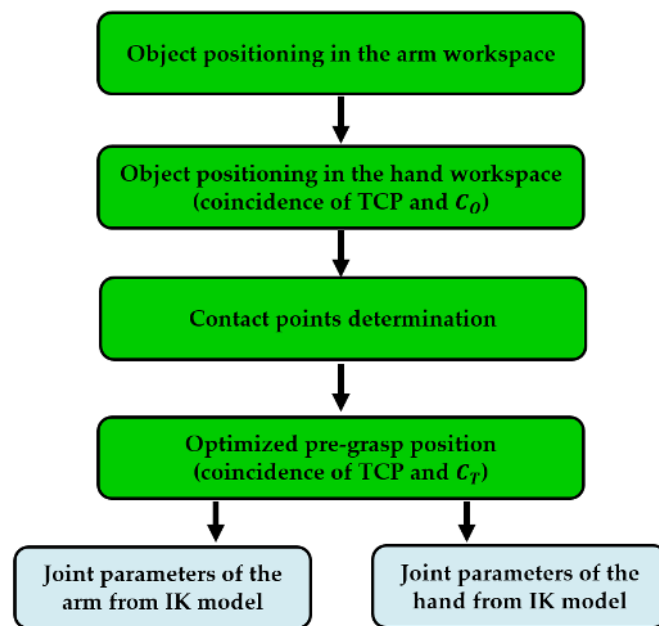 Object positioning in the arm workspace
Object positioning in the hand workspace
(coincidence of TCP and C_O)
Contact points determination
Optimized pre-grasp position
(coincidence of TCP and C_T)
Joint parameters of the
arm from IK model
Joint parameters of the
hand from IK model